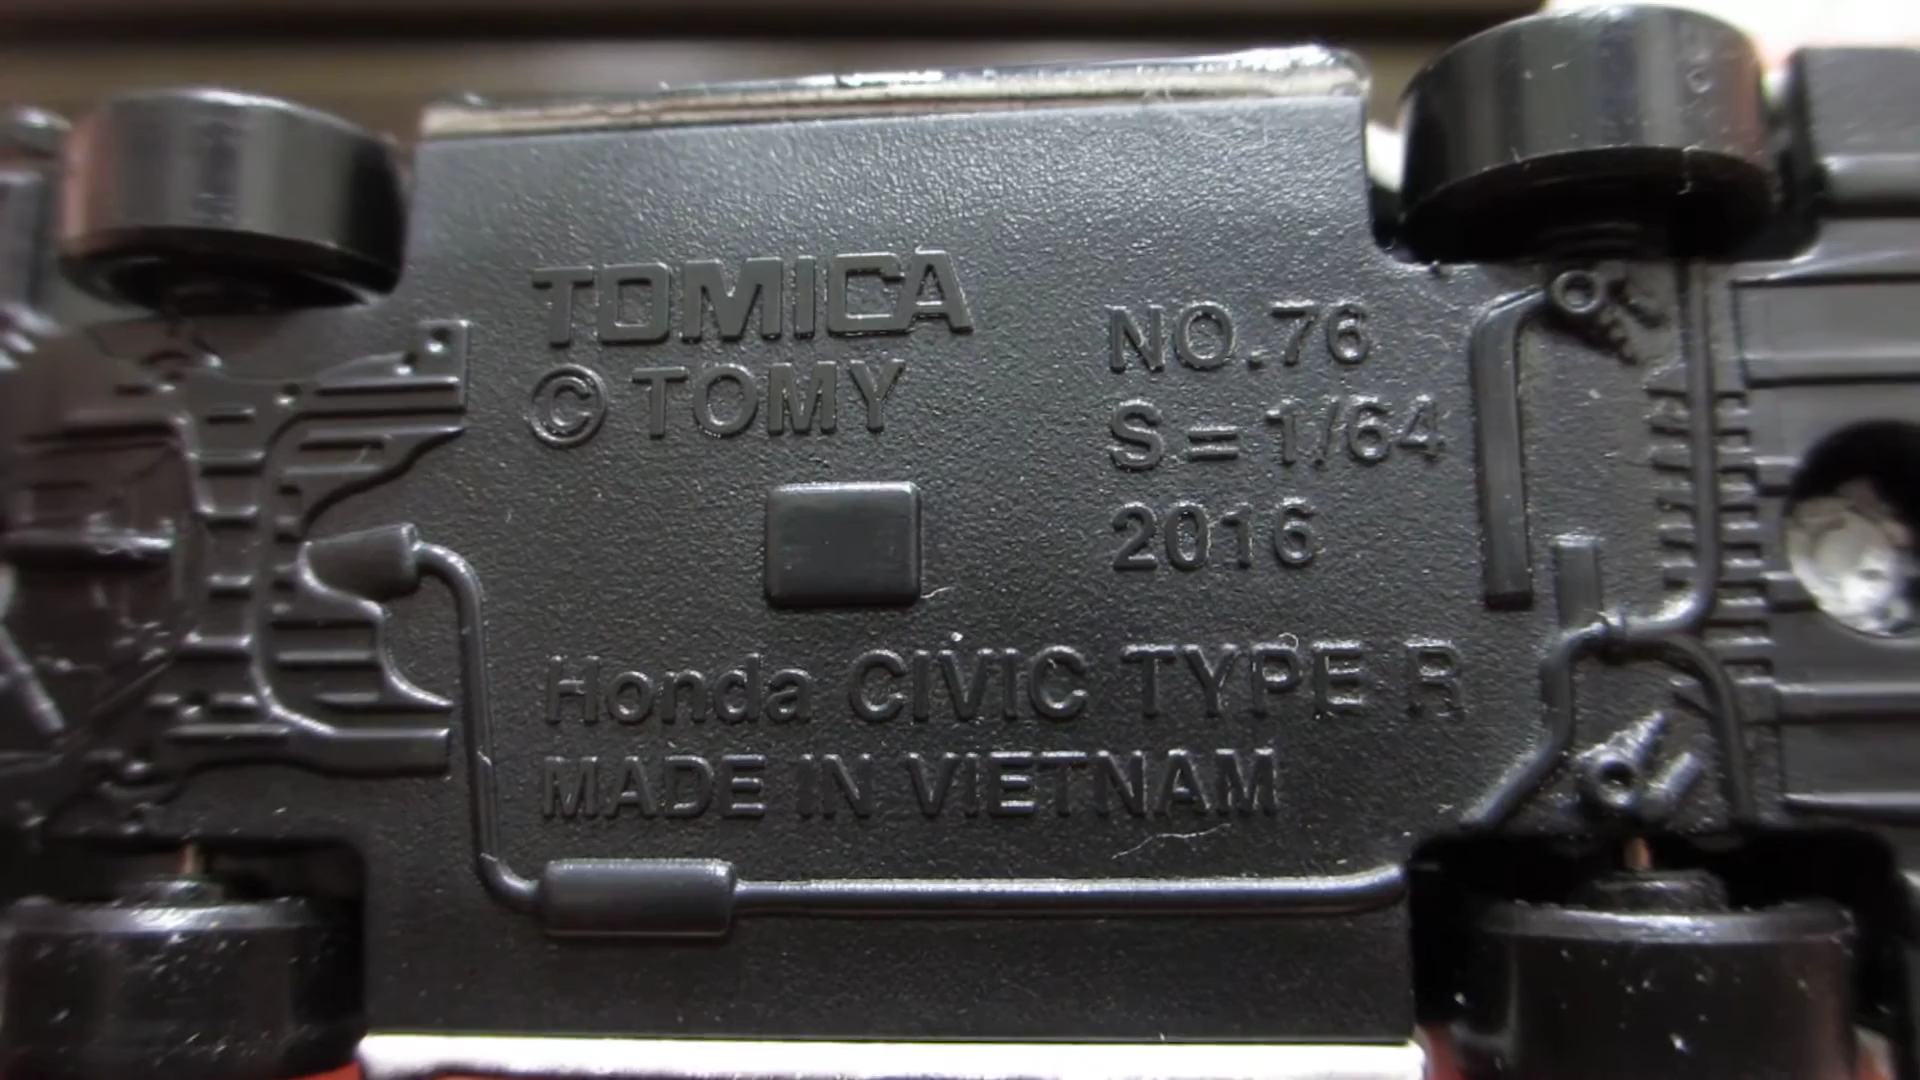 TOMICA
© TOMY
NO.76
S = 1/64
2016
Honda CIVIC TYPE R
MADE IN VIETNAM